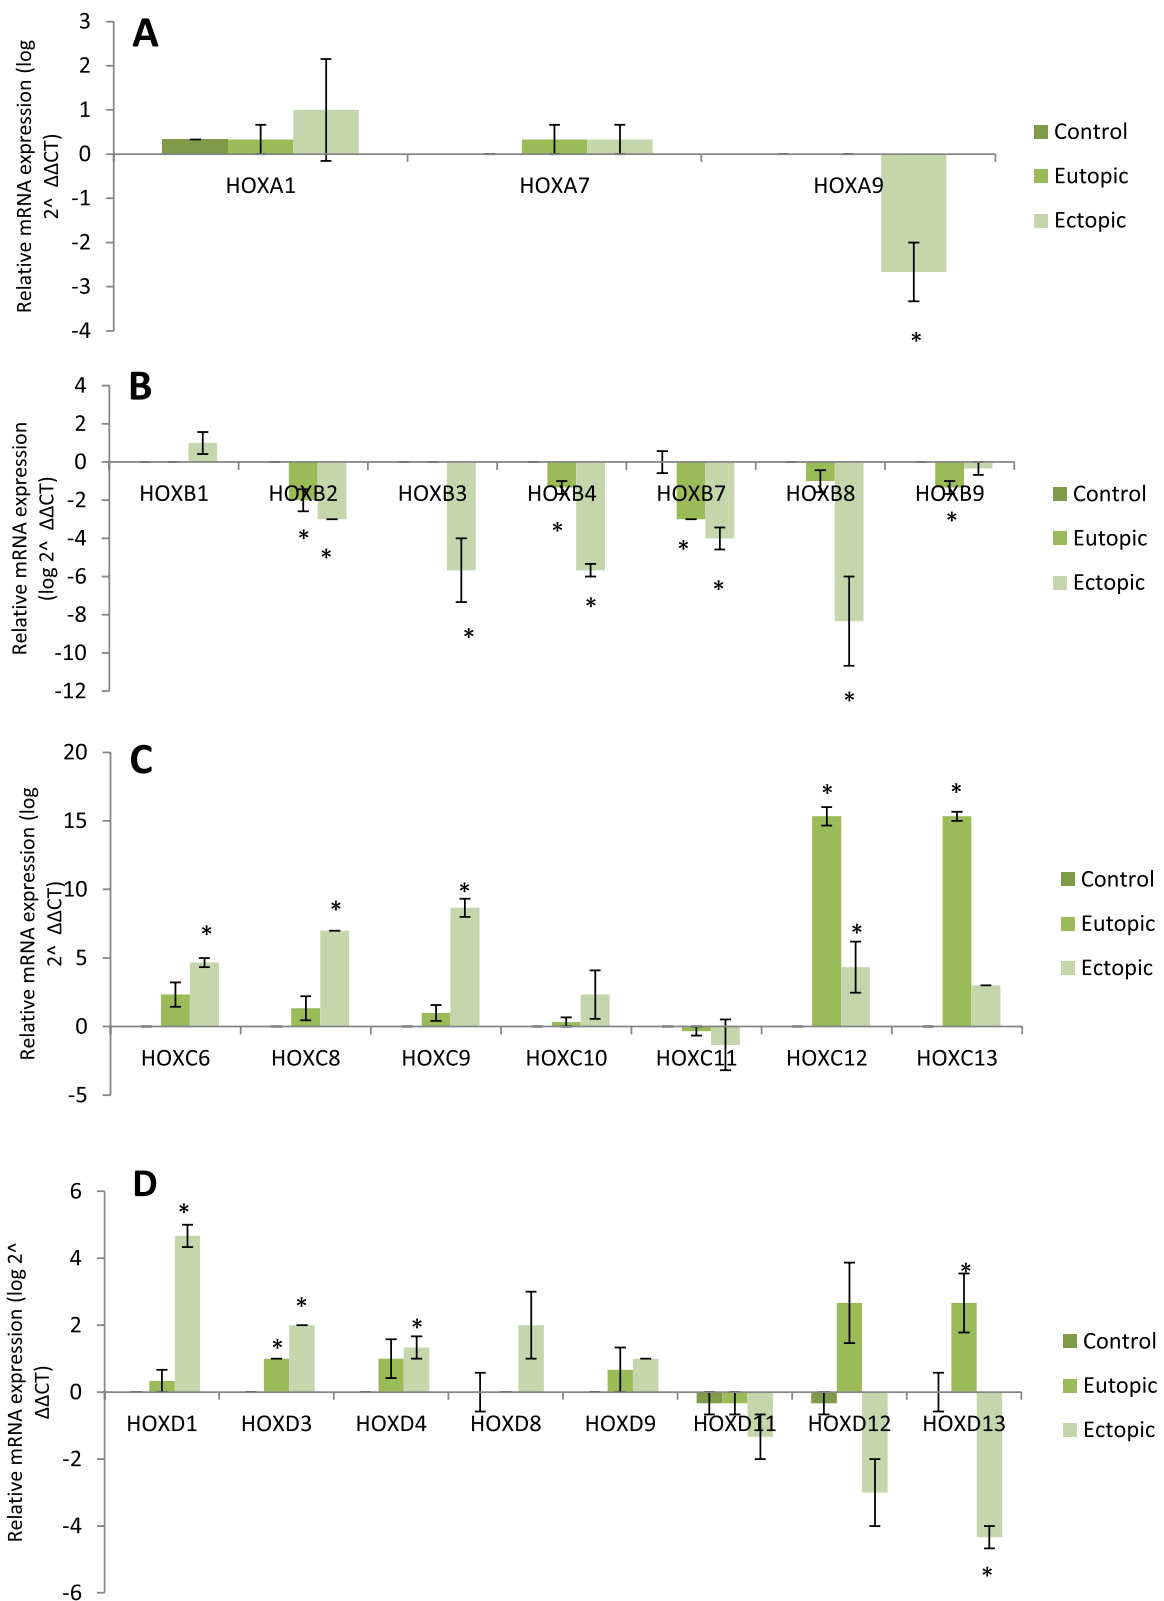 A
Relative mRNA expression (log
2^ ΔΔCT)
3
2
1
0
-1
-2
-3
-4
HOXA1
HOXA7
HOXA9
*
Control
Eutopic
Ectopic
B
Relative mRNA expression
(log 2^ ΔΔCT)
4
2
0
-2
-4
-6
-8
-10
-12
HOXB1
HOXB2
HOXB3
HOXB4
HOXB7
HOXB8
HOXB9
* * * * * * * * *
Control
Eutopic
Ectopic
C
Relative mRNA expression (log
2^ ΔΔCT)
20
15
10
5
0
-5
* * * * * *
HOXC6
HOXC8
HOXC9
HOXC10
HOXC11
HOXC12
HOXC13
Control
Eutopic
Ectopic
D
Relative mRNA expression (log 2^
ΔΔCT)
6
4
2
0
-2
-4
-6
* * * * * *
HOXD1
HOXD3
HOXD4
HOXD8
HOXD9
HOXD11
HOXD12
HOXD13
Control
Eutopic
Ectopic